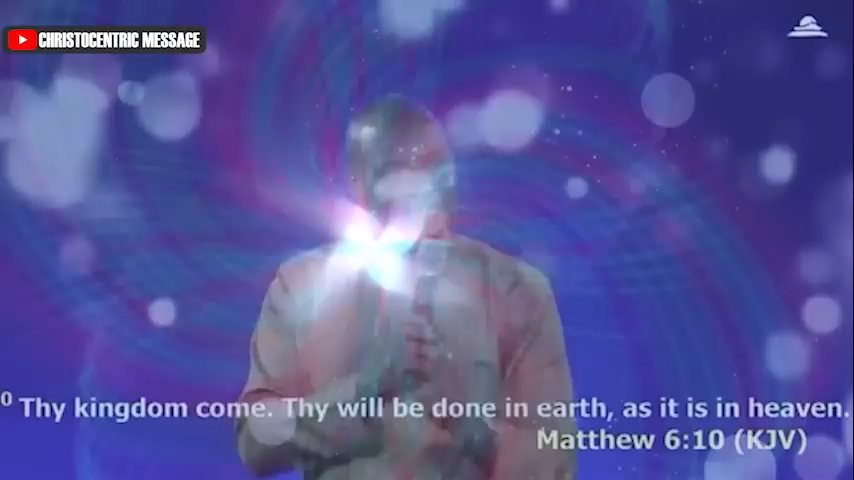 CHRISTOCENTRIC MESSAGE
0 Thy kingdom come. Thy will be done in earth, as it is in heaven.
Matthew 6:10 (KJV)